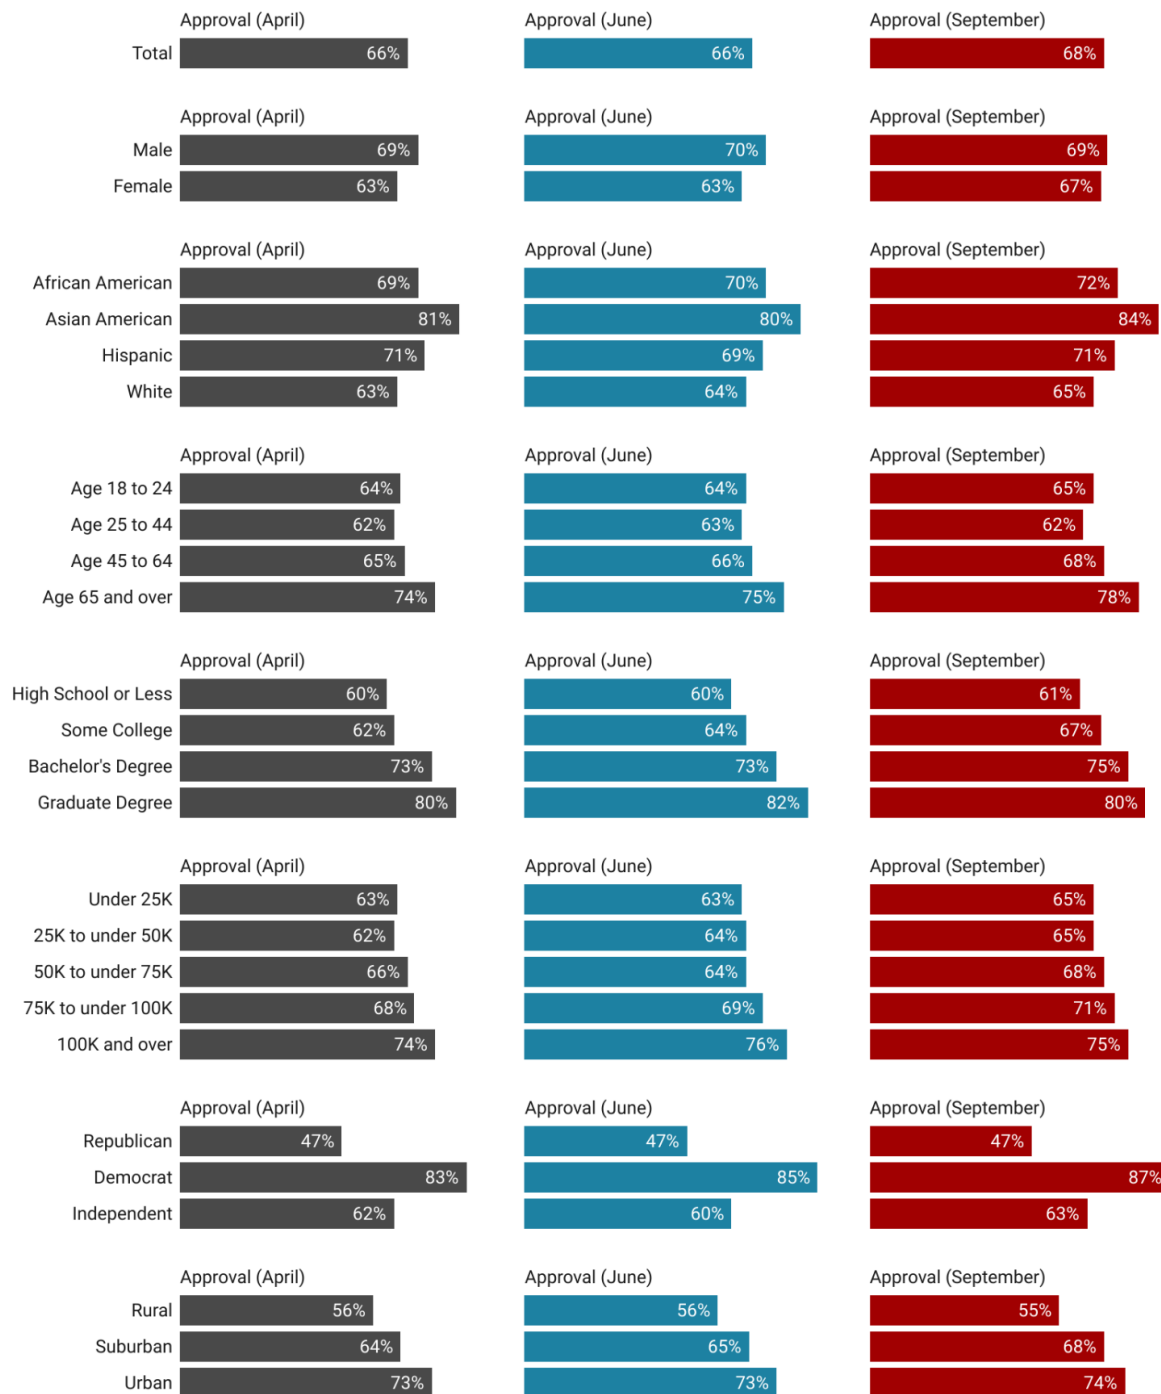 Approval (April) Approval (June) Approval (September)
Total 66% 66% 68%
Approval (April) Approval (June) Approval (September)
Male 69% 70% 69%
Female 63% 63% 67%
Approval (April) Approval (June) Approval (September)
African American 69% 70% 72%
Asian American 81% 80% 84%
Hispanic 71% 69% 71%
White 63% 64% 65%
Approval (April) Approval (June) Approval (September)
Age 18 to 24 64% 64% 65%
Age 25 to 44 62% 63% 62%
Age 45 to 64 65% 66% 68%
Age 65 and over 74% 75% 78%
Approval (April) Approval (June) Approval (September)
High School or Less 60% 60% 61%
Some College 62% 64% 67%
Bachelor's Degree 73% 73% 75%
Graduate Degree 80% 82% 80%
Approval (April) Approval (June) Approval (September)
Under 25K 63% 63% 65%
25K to under 50K 62% 64% 65%
50K to under 75K 66% 64% 68%
75K to under 100K 68% 69% 71%
100K and over 74% 76% 75%
Approval (April) Approval (June) Approval (September)
Republican 47% 47% 47%
Democrat 83% 85% 87%
Independent 62% 60% 63%
Approval (April) Approval (June) Approval (September)
Rural 56% 56% 55%
Suburban 64% 65% 68%
Urban 73% 73% 74%